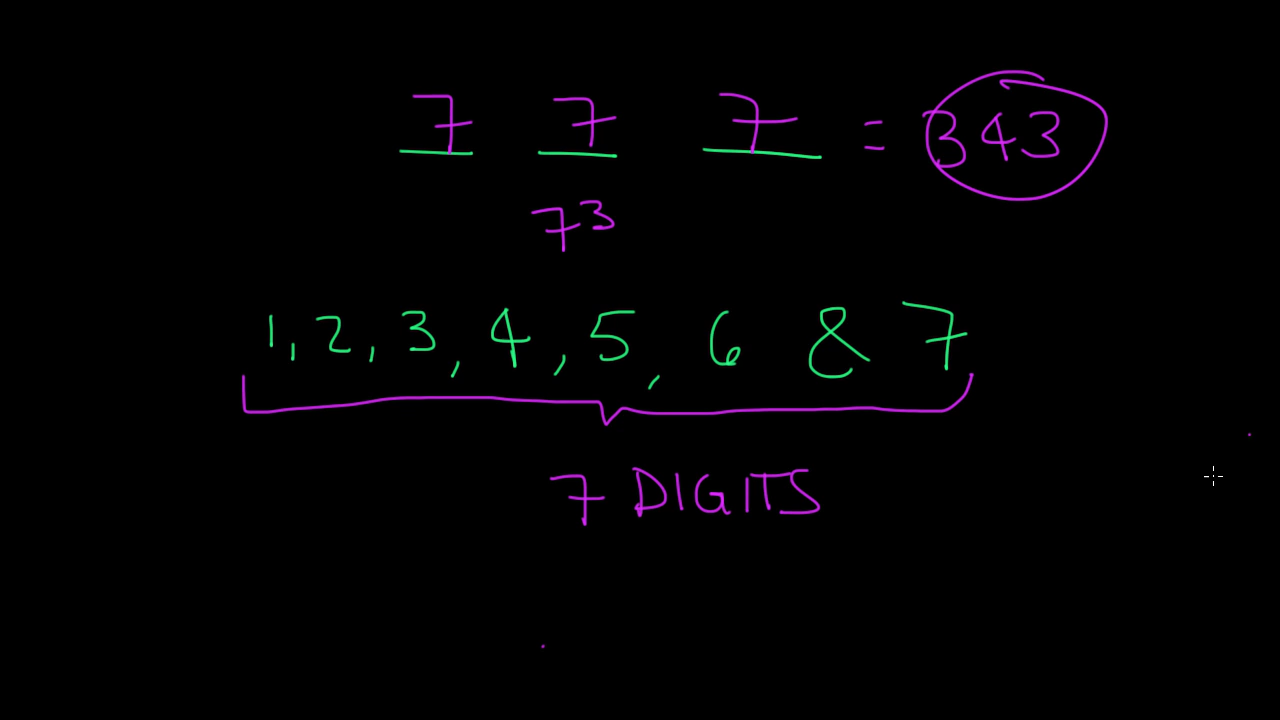 7 7 7 = 343
7³
1, 2, 3, 4, 5, 6 & 7
7 DIGITS